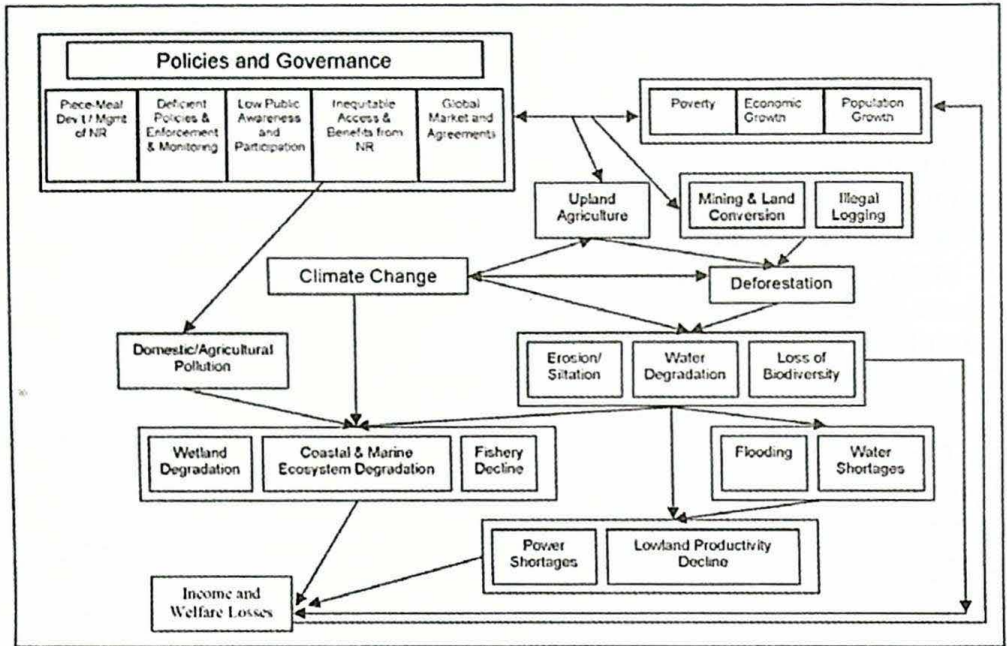 Policies and Governance
Piece-Meal
Dev't / Mgmt
of NR
Deficient
Policies &
Enforcement
& Monitoring
Low Public
Awareness
and
Participation
Inequitable
Access &
Benefits from
NR
Global
Market and
Agreements
Poverty
Economic
Growth
Population
Growth
Upland
Agriculture
Mining & Land
Conversion
Illegal
Logging
Climate Change
Deforestation
Domestic/Agricultural
Pollution
Erosion/
Siltation
Water
Degradation
Loss of
Biodiversity
Wetland
Degradation
Coastal & Marine
Ecosystem Degradation
Fishery
Decline
Flooding
Water
Shortages
Power
Shortages
Lowland Productivity
Decline
Income and
Welfare Losses